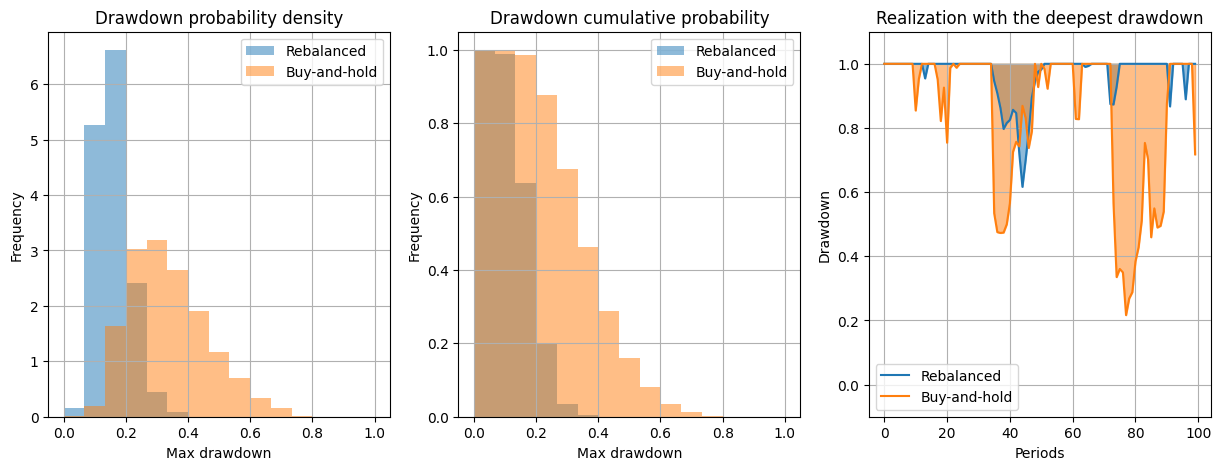 Drawdown probability density
Frequency
6
5
4
3
2
1
0
0.0 0.2 0.4 0.6 0.8 1.0
Max drawdown
Rebalanced
Buy-and-hold
Drawdown cumulative probability
Frequency
1.0
0.8
0.6
0.4
0.2
0.0
0.0 0.2 0.4 0.6 0.8 1.0
Max drawdown
Rebalanced
Buy-and-hold
Realization with the deepest drawdown
Drawdown
1.0
0.8
0.6
0.4
0.2
0.0
0 20 40 60 80 100
Periods
Rebalanced
Buy-and-hold